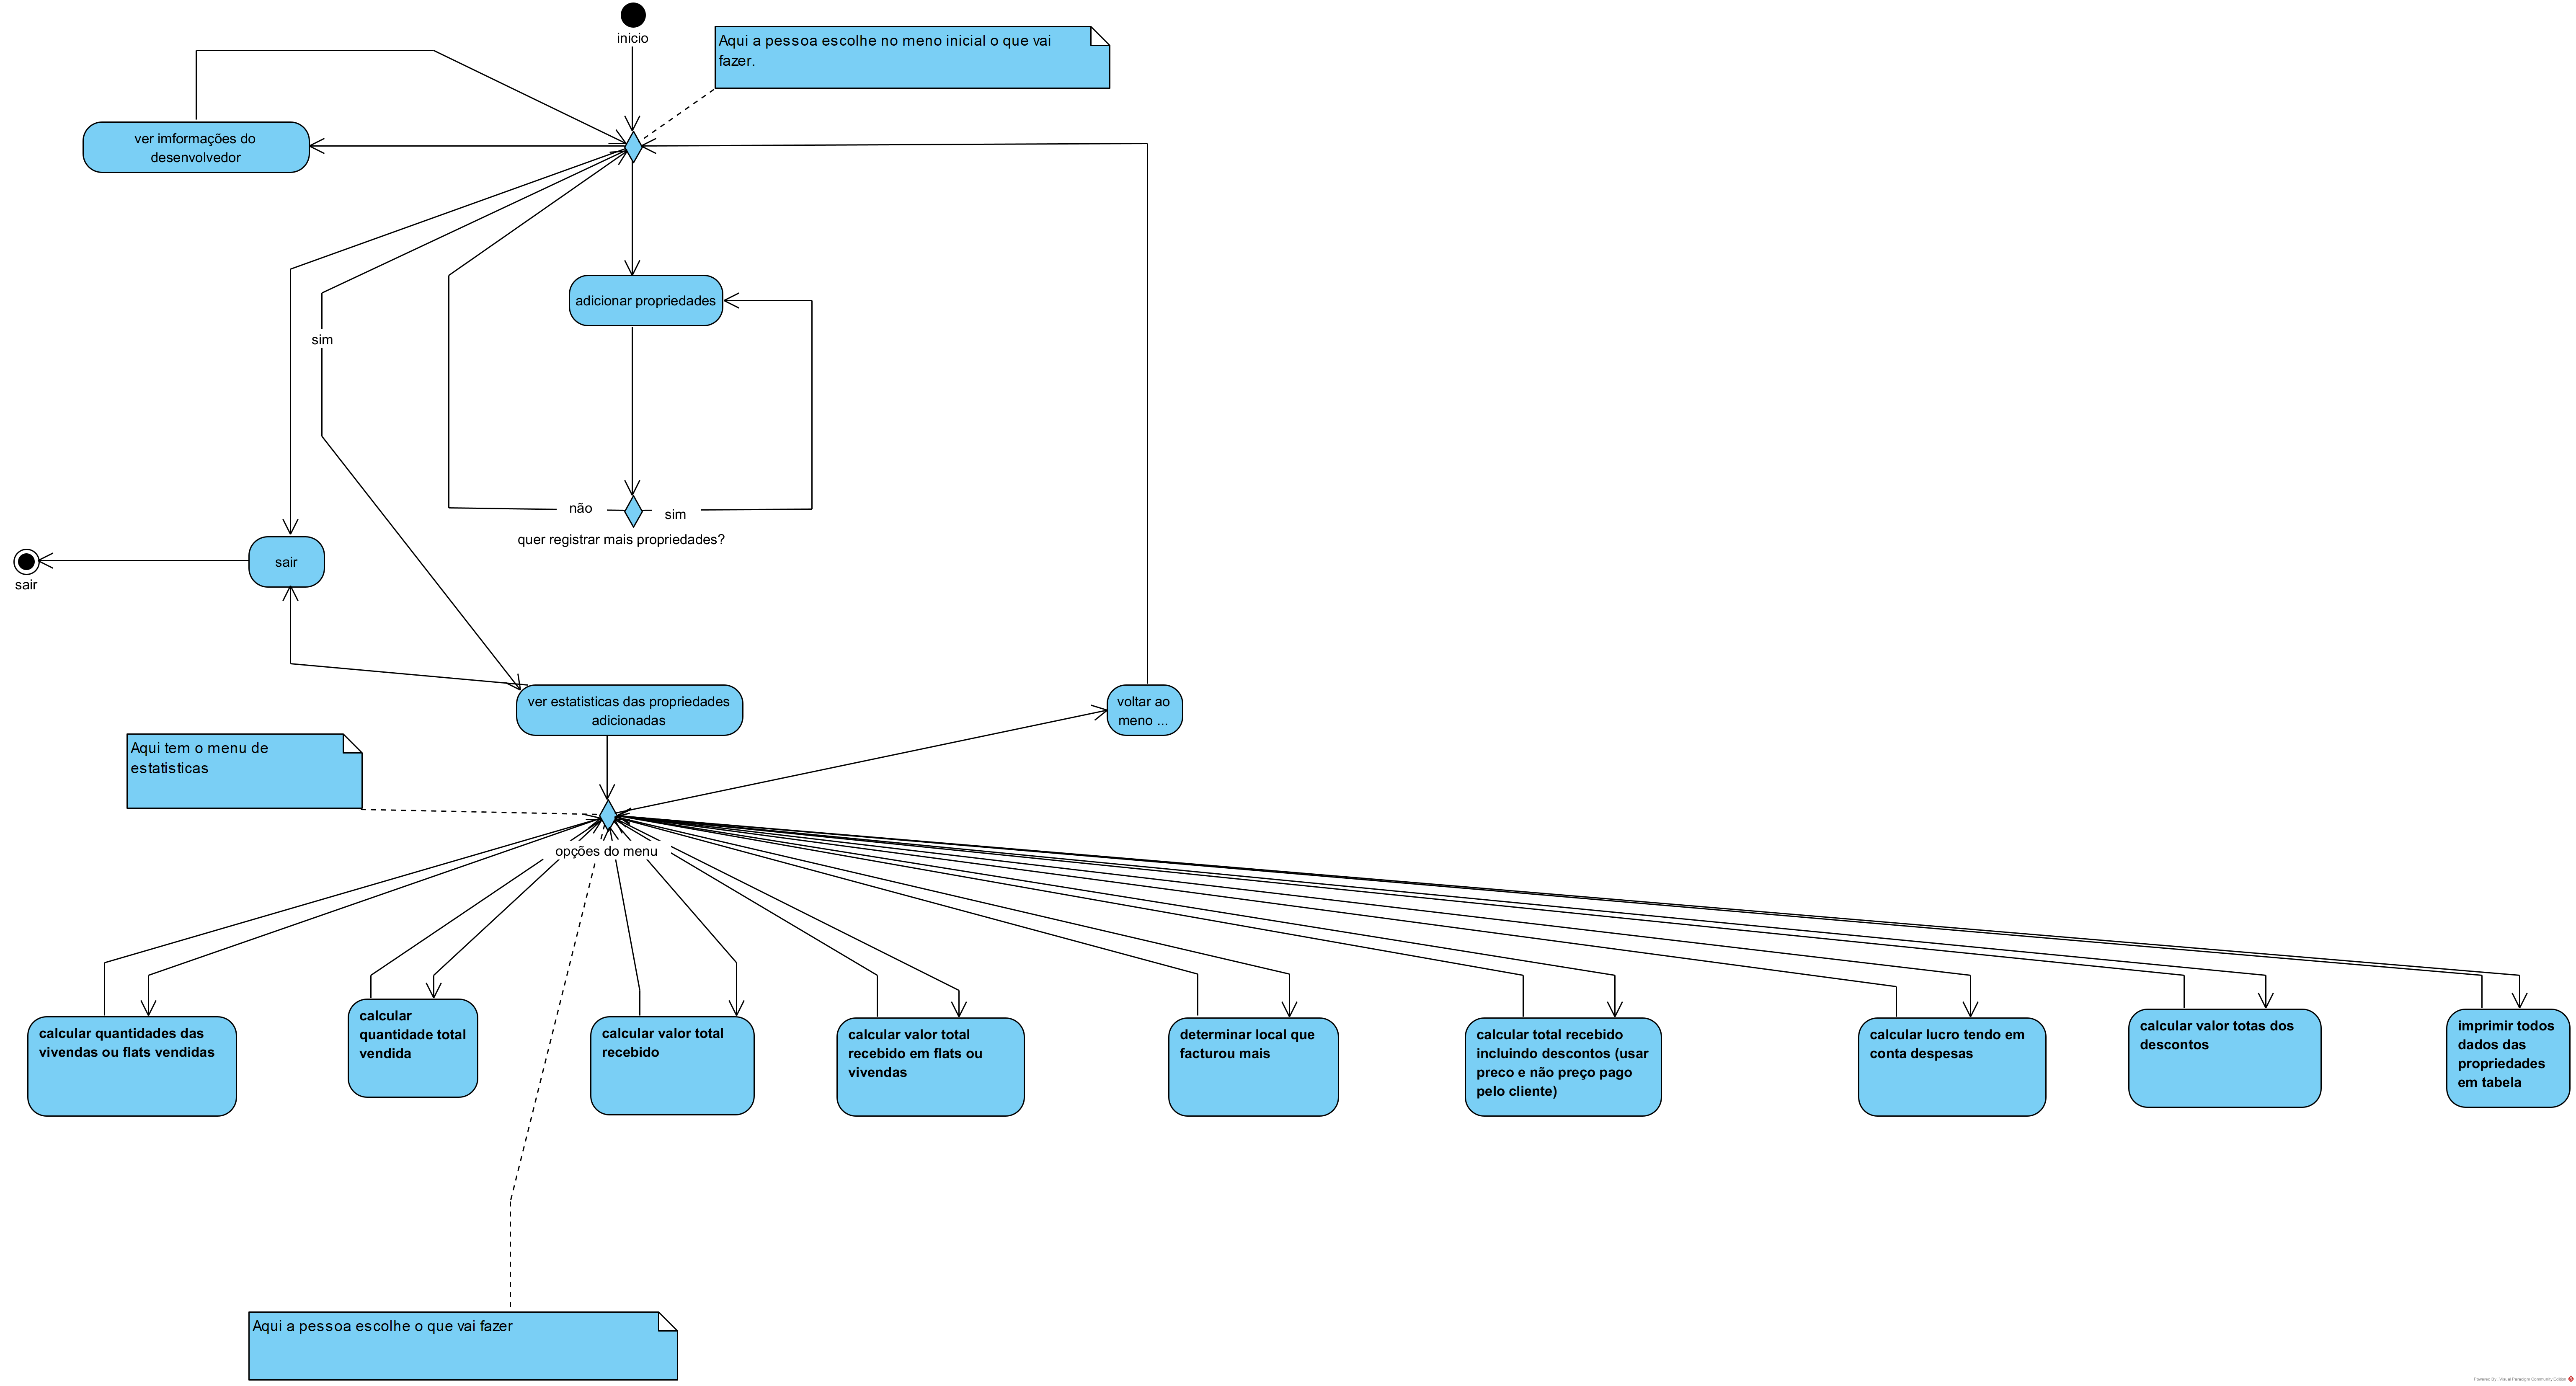 inicio
Aqui a pessoa escolhe no meno inicial o que vai
fazer.
ver imformações do
desenvolvedor
adicionar propriedades
sim
não
sim
quer registrar mais propriedades?
sair
sair
ver estatisticas das propriedades
adicionadas
voltar ao
meno ...
Aqui tem o menu de
estatisticas
opções do menu
calcular quantidades das
vivendas ou flats vendidas
calcular
quantidade total
vendida
calcular valor total
recebido
calcular valor total
recebido em flats ou
vivendas
determinar local que
facturou mais
calcular total recebido
incluindo descontos (usar
preco e não preço pago
pelo cliente)
calcular lucro tendo em
conta despesas
calcular valor totas dos
descontos
imprimir todos
dados das
propriedades
em tabela
Aqui a pessoa escolhe o que vai fazer
Powered By: Visual Paradigm Community Edition